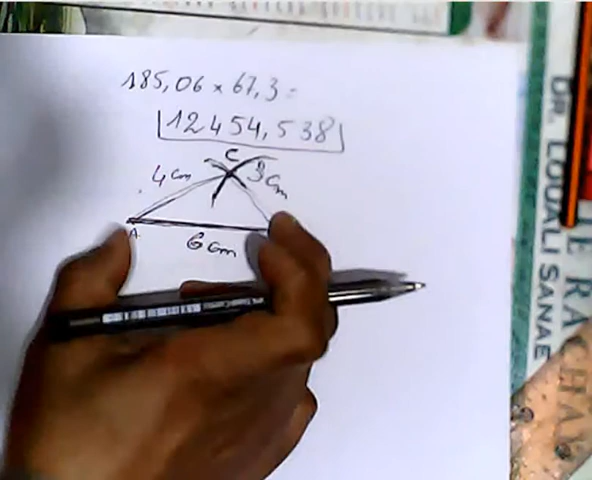 185,06 × 67,3 =
12 454,538
C
4cm
3cm
A
6cm
Dr. LOUALI SANAE